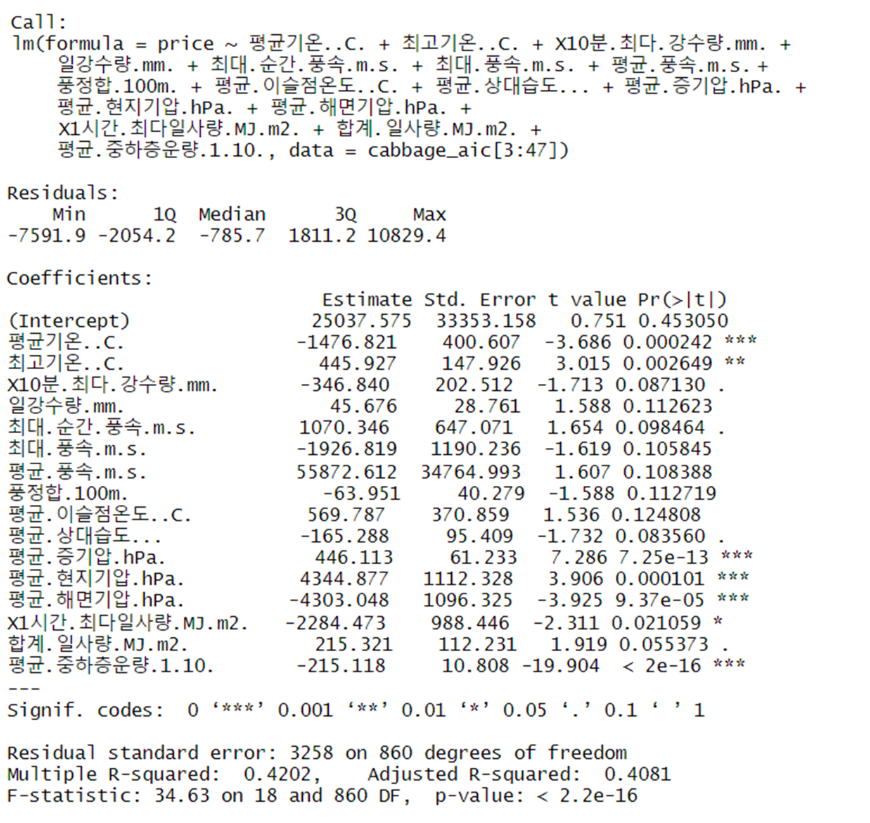 Call:
lm(formula = price ~ 평균기온..C. + 최고기온..C. + X10분.최다.강수량.mm. +
일강수량.mm. + 최대.순간.풍속.m.s. + 최대.풍속.m.s. + 평균.풍속.m.s. +
풍정합.100m. + 평균.이슬점온도..C. + 평균.상대습도... + 평균.증기압.hPa. +
평균.현지기압.hPa. + 평균.해면기압.hPa. +
X1시간.최다일사량.MJ.m2. + 합계.일사량.MJ.m2. +
평균.중하층운량.1.10., data = cabbage_aic[3:47])
Residuals:
Min 1Q Median 3Q Max
-7591.9 -2054.2 -785.7 1811.2 10829.4
Coefficients:
Estimate Std. Error t value Pr(>|t|)
(Intercept) 25037.575 33353.158 0.751 0.453050
평균기온..C. -1476.821 400.607 -3.686 0.000242 ***
최고기온..C. 445.927 147.926 3.015 0.002649 **
X10분.최다.강수량.mm. -346.840 202.512 -1.713 0.087130 .
일강수량.mm. 45.676 28.761 1.588 0.112623
최대.순간.풍속.m.s. 1070.346 647.071 1.654 0.098464 .
최대.풍속.m.s. -1926.819 1190.236 -1.619 0.105845
평균.풍속.m.s. 55872.612 34764.993 1.607 0.108388
풍정합.100m. -63.951 40.279 -1.588 0.112719
평균.이슬점온도..C. 569.787 370.859 1.536 0.124808
평균.상대습도... -165.288 95.409 -1.732 0.083560 .
평균.증기압.hPa. 446.113 61.233 7.286 7.25e-13 ***
평균.현지기압.hPa. 4344.877 1112.328 3.906 0.000101 ***
평균.해면기압.hPa. -4303.048 1096.325 -3.925 9.37e-05 ***
X1시간.최다일사량.MJ.m2. -2284.473 988.446 -2.311 0.021059 *
합계.일사량.MJ.m2. 215.321 112.231 1.919 0.055373 .
평균.중하층운량.1.10. -215.118 10.808 -19.904 < 2e-16 ***
---
Signif. codes: 0 ‘***’ 0.001 ‘**’ 0.01 ‘*’ 0.05 ‘.’ 0.1 ‘ ’ 1
Residual standard error: 3258 on 860 degrees of freedom
Multiple R-squared: 0.4202, Adjusted R-squared: 0.4081
F-statistic: 34.63 on 18 and 860 DF, p-value: < 2.2e-16